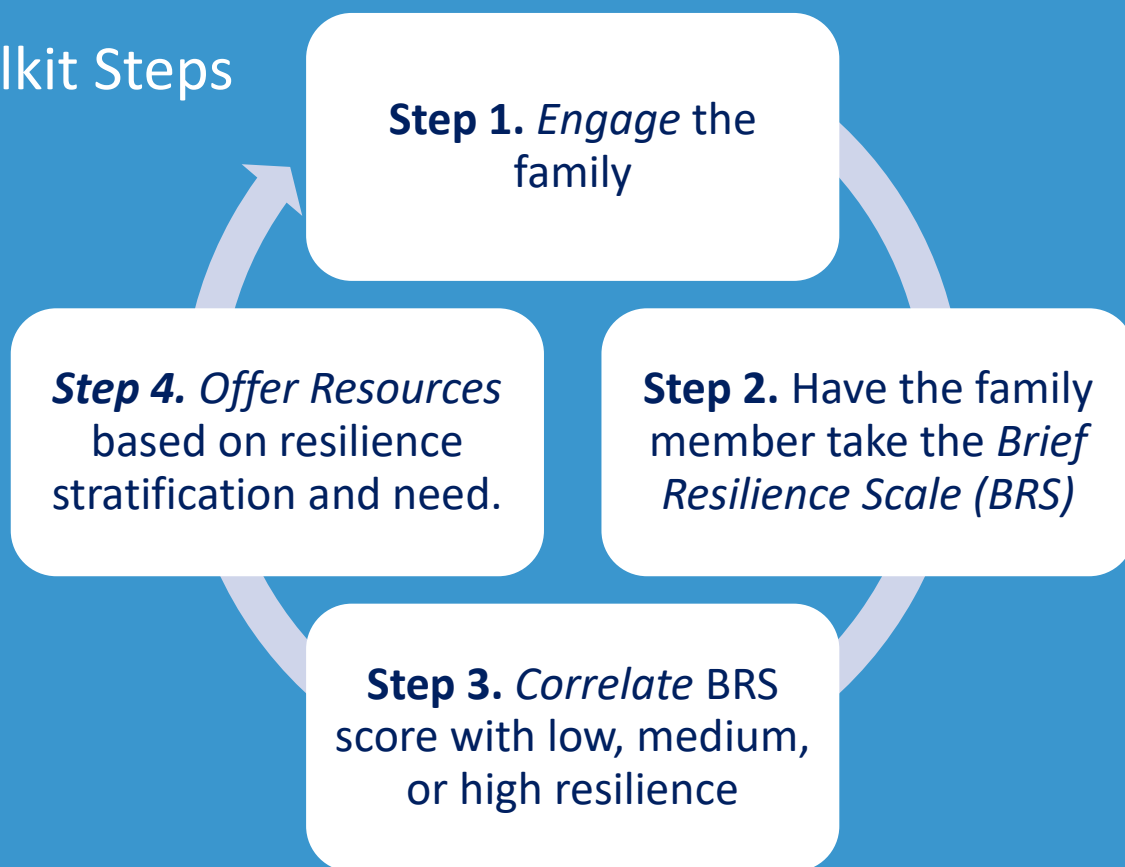 lkit Steps
Step 1. Engage the
family
Step 2. Have the family
member take the Brief
Resilience Scale (BRS)
Step 3. Correlate BRS
score with low, medium,
or high resilience
Step 4. Offer Resources
based on resilience
stratification and need.